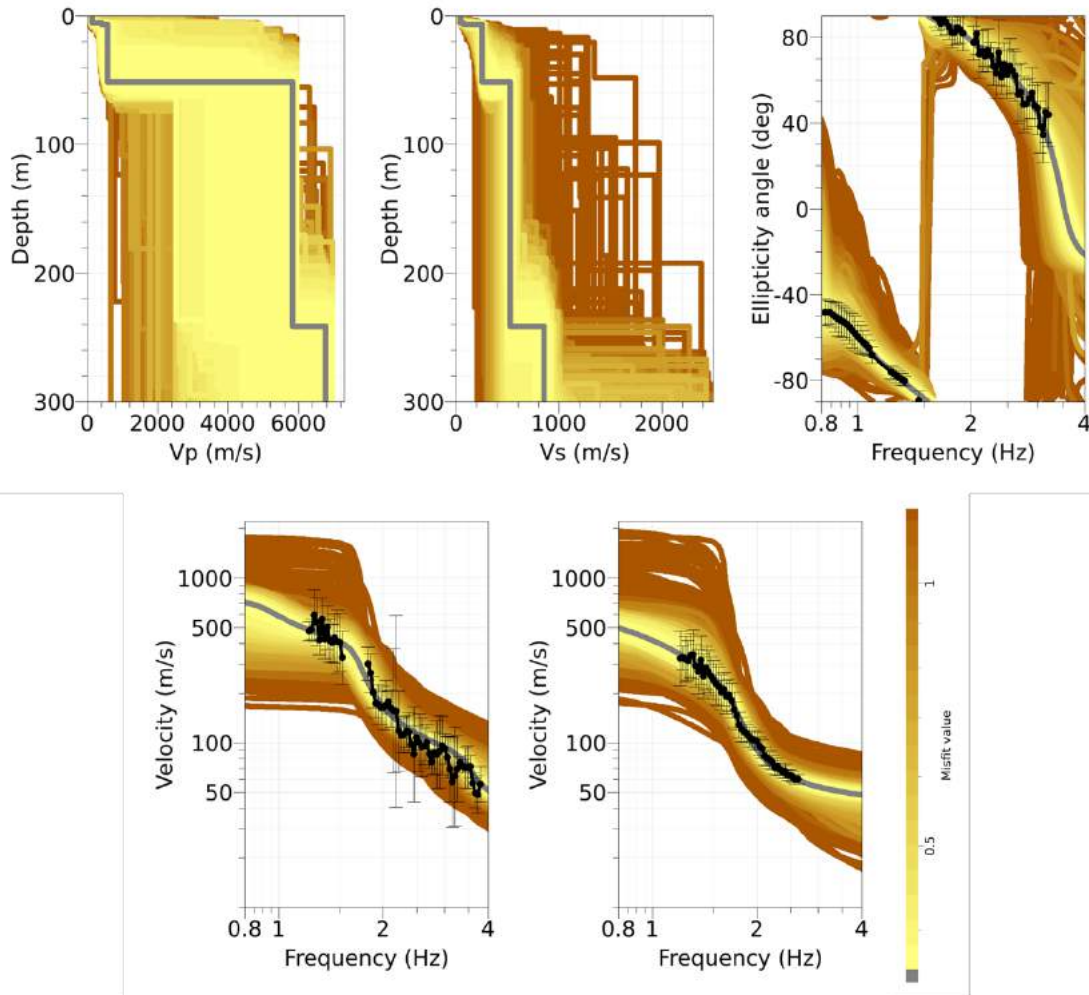 0
100
200
300
Depth (m)
0 2000 4000 6000
Vp (m/s)
0
100
200
300
Depth (m)
0 1000 2000
Vs (m/s)
80
40
0
-40
-80
Ellipticity angle (deg)
0.8 1 2 4
Frequency (Hz)
1000
500
100
50
Velocity (m/s)
0.8 1 2 4
Frequency (Hz)
1000
500
100
50
Velocity (m/s)
0.8 1 2 4
Frequency (Hz)
1
0.5
Misfit value